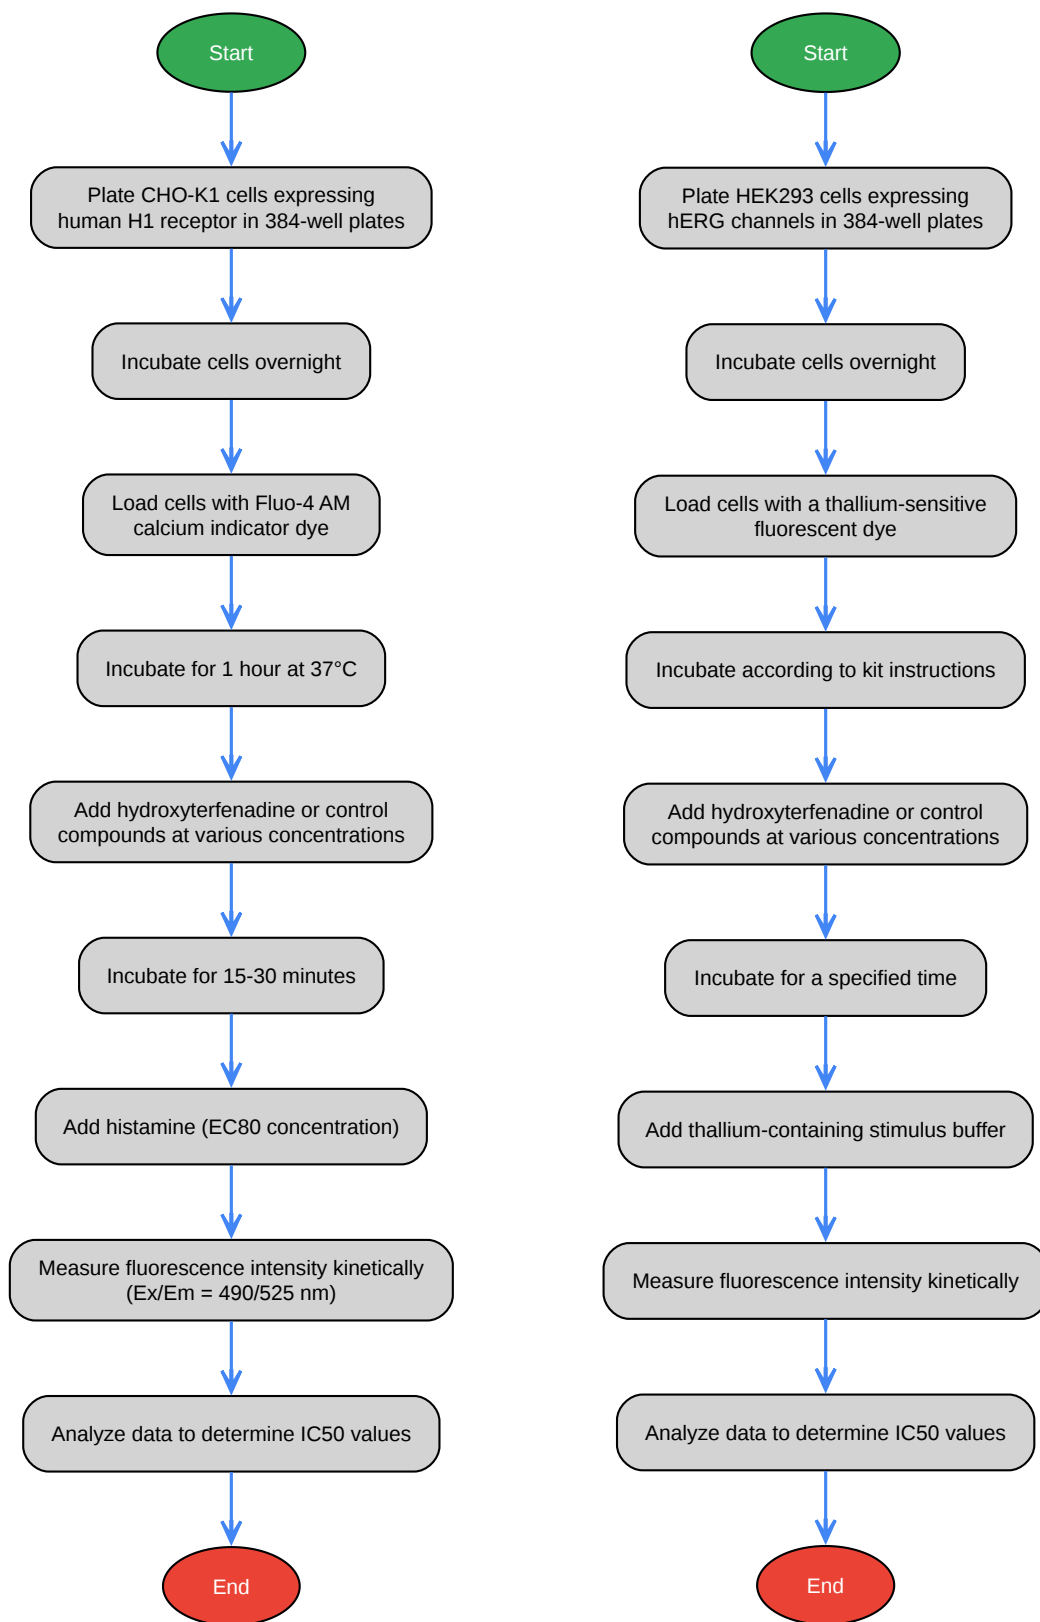 Start
Plate CHO-K1 cells expressing
human H1 receptor in 384-well plates
Incubate cells overnight
Load cells with Fluo-4 AM
calcium indicator dye
Incubate for 1 hour at 37°C
Add hydroxyterfenadine or control
compounds at various concentrations
Incubate for 15-30 minutes
Add histamine (EC80 concentration)
Measure fluorescence intensity kinetically
(Ex/Em = 490/525 nm)
Analyze data to determine IC50 values
End
Start
Plate HEK293 cells expressing
hERG channels in 384-well plates
Incubate cells overnight
Load cells with a thallium-sensitive
fluorescent dye
Incubate according to kit instructions
Add hydroxyterfenadine or control
compounds at various concentrations
Incubate for a specified time
Add thallium-containing stimulus buffer
Measure fluorescence intensity kinetically
Analyze data to determine IC50 values
End